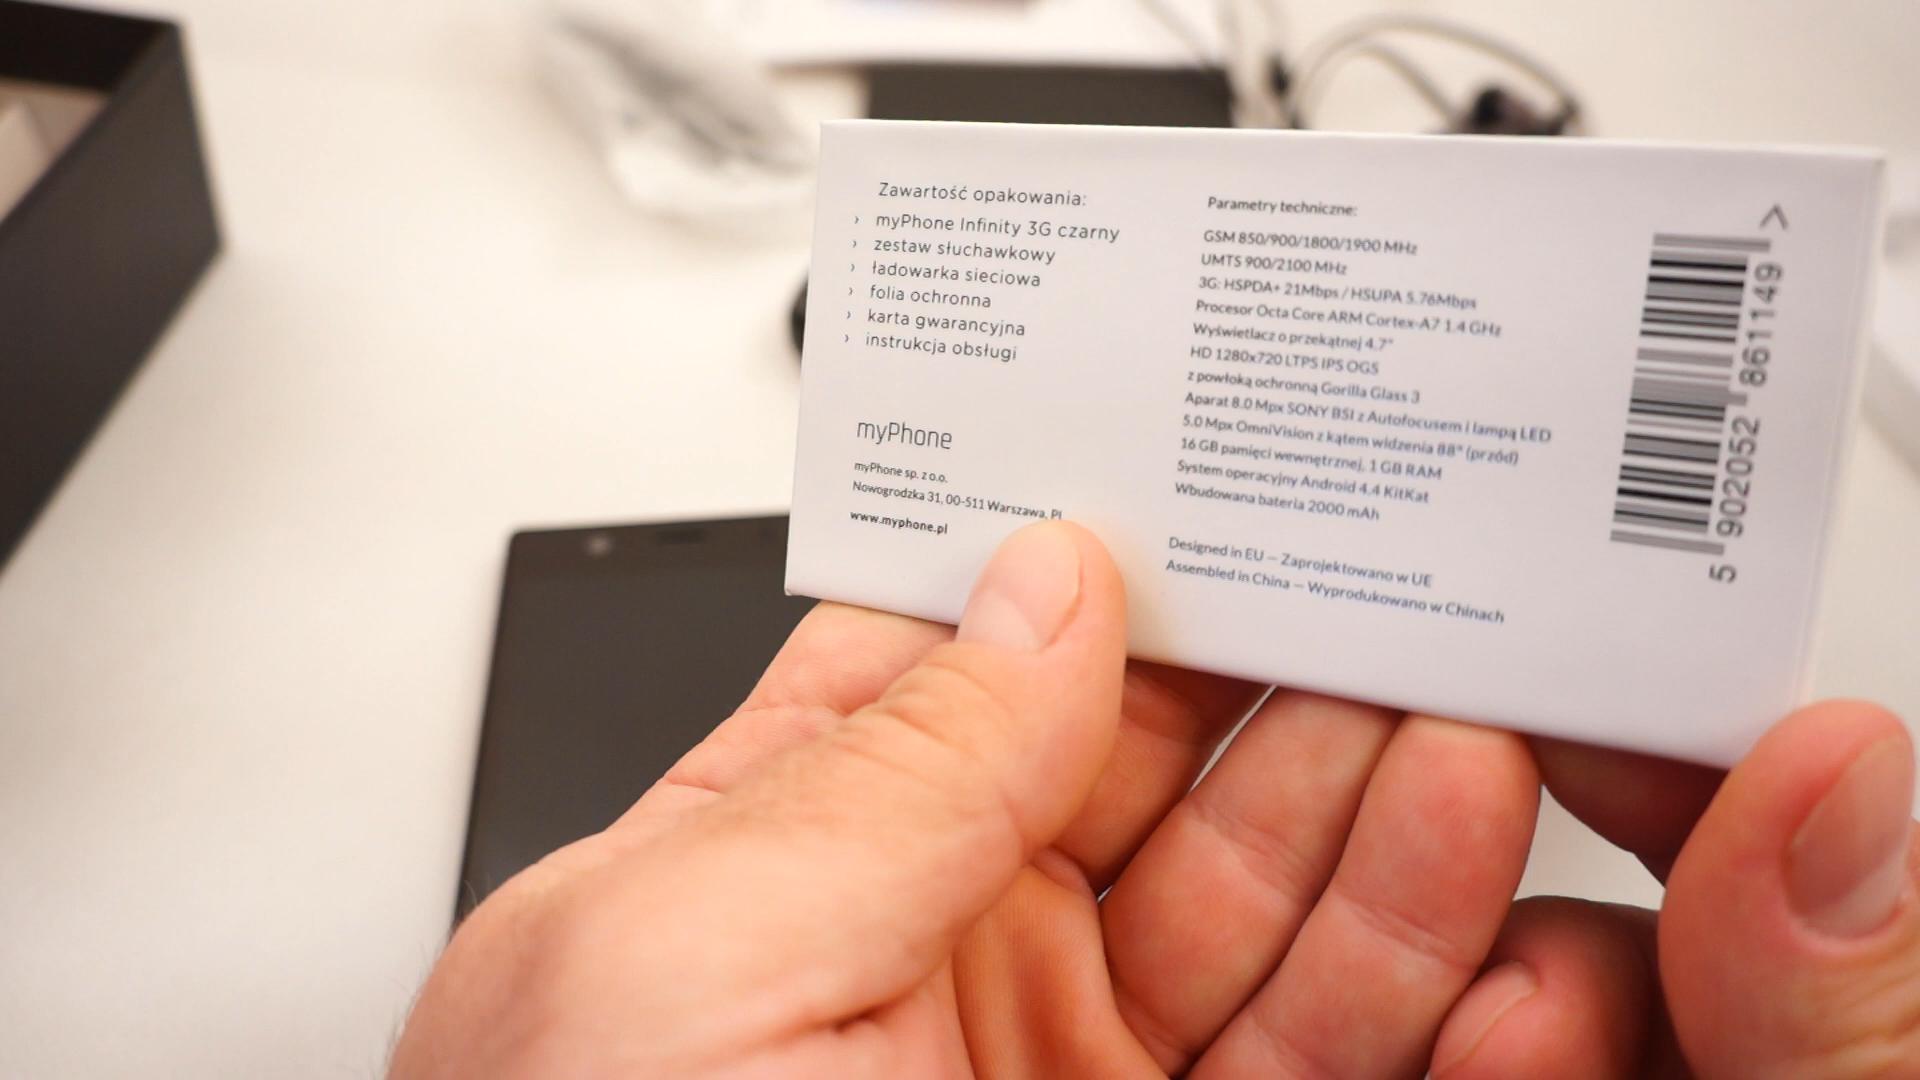 Zawartość opakowania:
› myPhone Infinity 3G czarny
› zestaw słuchawkowy
› ładowarka sieciowa
› folia ochronna
› karta gwarancyjna
› instrukcja obsługi
myPhone
myPhone sp. z o.o.
Nowogrodzka 31, 00-511 Warszawa, PL
www.myphone.pl
Parametry techniczne:
GSM 850/900/1800/1900 MHz
UMTS 900/2100 MHz
3G: HSPDA+ 21Mbps / HSUPA 5.76Mbps
Procesor Octa Core ARM Cortex-A7 1.4 GHz
Wyświetlacz o przekątnej 4.7"
HD 1280x720 LTPS IPS OGS
z powłoką ochronną Gorilla Glass 3
Aparat 8.0 Mpx SONY BSI z Autofocusem i lampą LED
5.0 Mpx OmniVision z kątem widzenia 88° (przód)
16 GB pamięci wewnętrznej, 1 GB RAM
System operacyjny Android 4.4 KitKat
Wbudowana bateria 2000 mAh
Designed in EU — Zaprojektowano w UE
Assembled in China — Wyprodukowano w Chinach
5 902052 861149 >